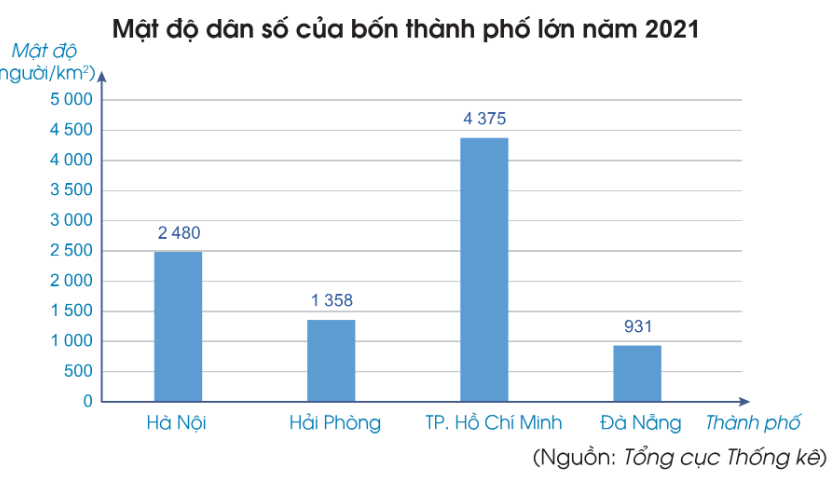 Mật độ dân số của bốn thành phố lớn năm 2021
Mật độ
người/km²)
5 000
4 500
4 000
3 500
3 000
2 500
2 000
1 500
1 000
500
0
2 480
1 358
4 375
931
Hà Nội
Hải Phòng
TP. Hồ Chí Minh
Đà Nẵng
Thành phố
(Nguồn: Tổng cục Thống kê)